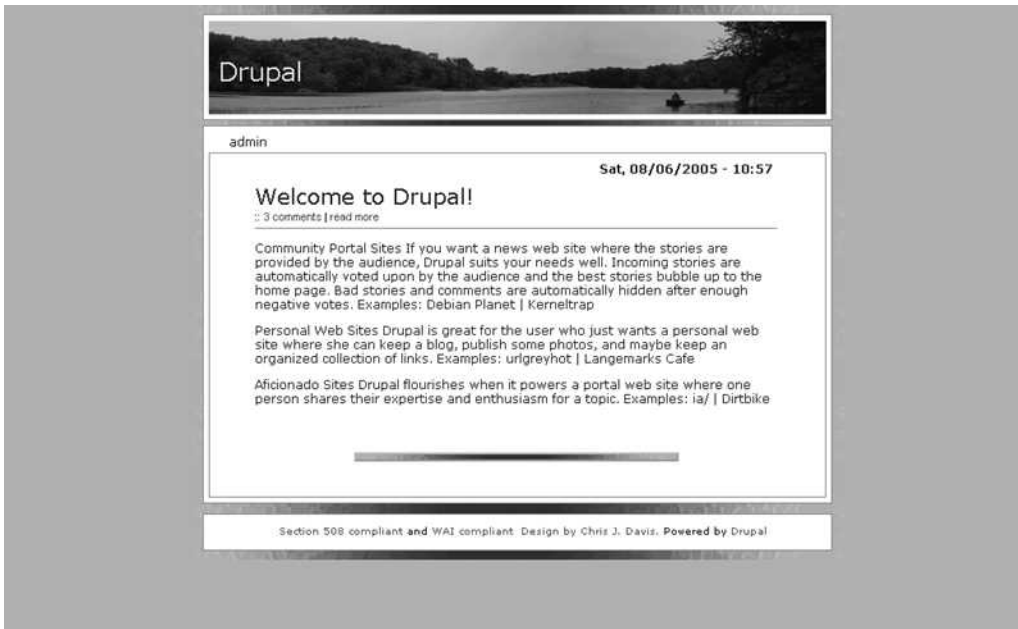 Drupal
admin
Sat, 08/06/2005 - 10:57
Welcome to Drupal!
:: 3 comments | read more
Community Portal Sites If you want a news web site where the stories are
provided by the audience, Drupal suits your needs well. Incoming stories are
automatically voted upon by the audience and the best stories bubble up to the
home page. Bad stories and comments are automatically hidden after enough
negative votes. Examples: Debian Planet | Kerneltrap
Personal Web Sites Drupal is great for the user who just wants a personal web
site where she can keep a blog, publish some photos, and maybe keep an
organized collection of links. Examples: urlgreyhot | Langemarks Cafe
Aficionado Sites Drupal flourishes when it powers a portal web site where one
person shares their expertise and enthusiasm for a topic. Examples: ia/ | Dirtbike
Section 508 compliant and WAI compliant Design by Chris J. Davis. Powered by Drupal